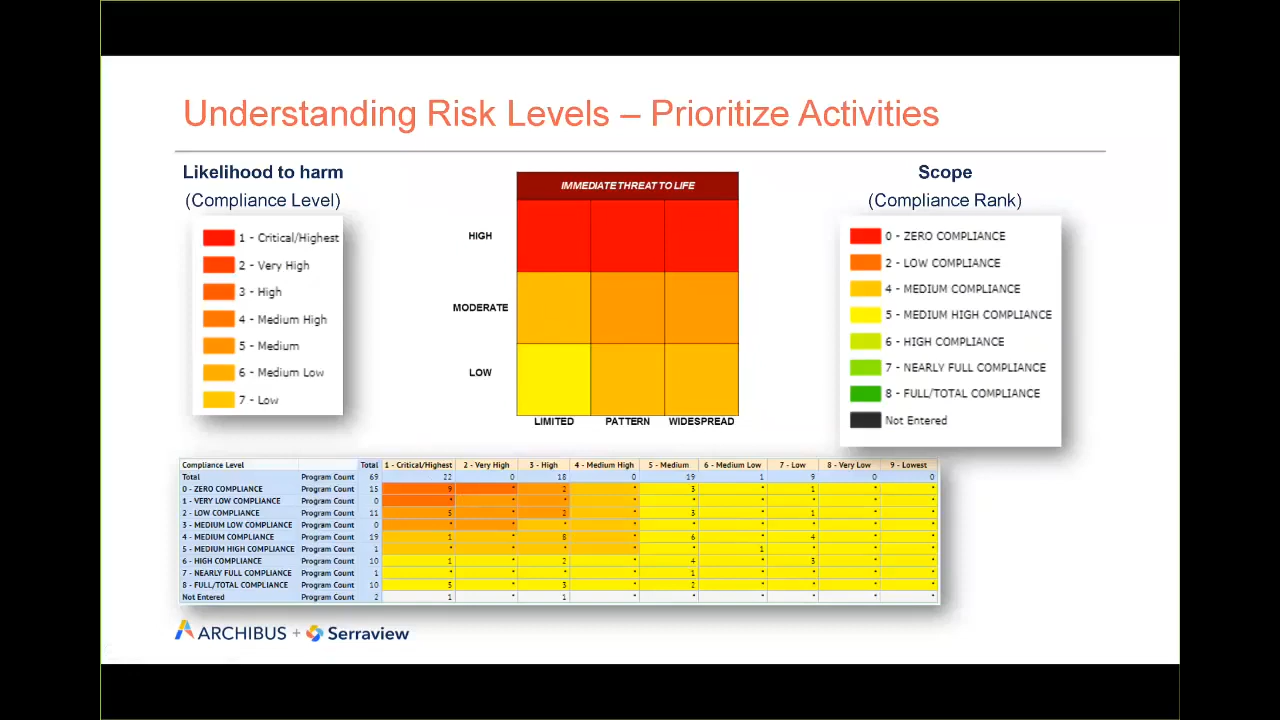 Understanding Risk Levels – Prioritize Activities
Likelihood to harm
(Compliance Level)
1 - Critical/Highest
2 - Very High
3 - High
4 - Medium High
5 - Medium
6 - Medium Low
7 - Low
IMMEDIATE THREAT TO LIFE
HIGH
MODERATE
LOW
LIMITED PATTERN WIDESPREAD
Scope
(Compliance Rank)
0 - ZERO COMPLIANCE
2 - LOW COMPLIANCE
4 - MEDIUM COMPLIANCE
5 - MEDIUM HIGH COMPLIANCE
6 - HIGH COMPLIANCE
7 - NEARLY FULL COMPLIANCE
8 - FULL/TOTAL COMPLIANCE
Not Entered
Compliance Level Total 1 - Critical/Highest 2 - Very High 3 - High 4 - Medium High 5 - Medium 6 - Medium Low 7 - Low 8 - Very Low 9 - Lowest
Total Program Count 69 22 0 18 0 19 1 9 0 0
0 - ZERO COMPLIANCE Program Count 15 9 * 2 * 3 * 1 * *
1 - VERY LOW COMPLIANCE Program Count 0 * * * * * * * * *
2 - LOW COMPLIANCE Program Count 11 5 * 2 * 3 * 1 * *
3 - MEDIUM LOW COMPLIANCE Program Count 0 * * * * * * * * *
4 - MEDIUM COMPLIANCE Program Count 19 1 * 8 * 6 * 4 * *
5 - MEDIUM HIGH COMPLIANCE Program Count 1 * * * * * 1 * * *
6 - HIGH COMPLIANCE Program Count 10 1 * 2 * 4 * 3 * *
7 - NEARLY FULL COMPLIANCE Program Count 1 * * * * 1 * * * *
8 - FULL/TOTAL COMPLIANCE Program Count 10 5 * 3 * 2 * * * *
Not Entered Program Count 2 1 * 1 * * * * * *
ARCHIBUS + Serraview